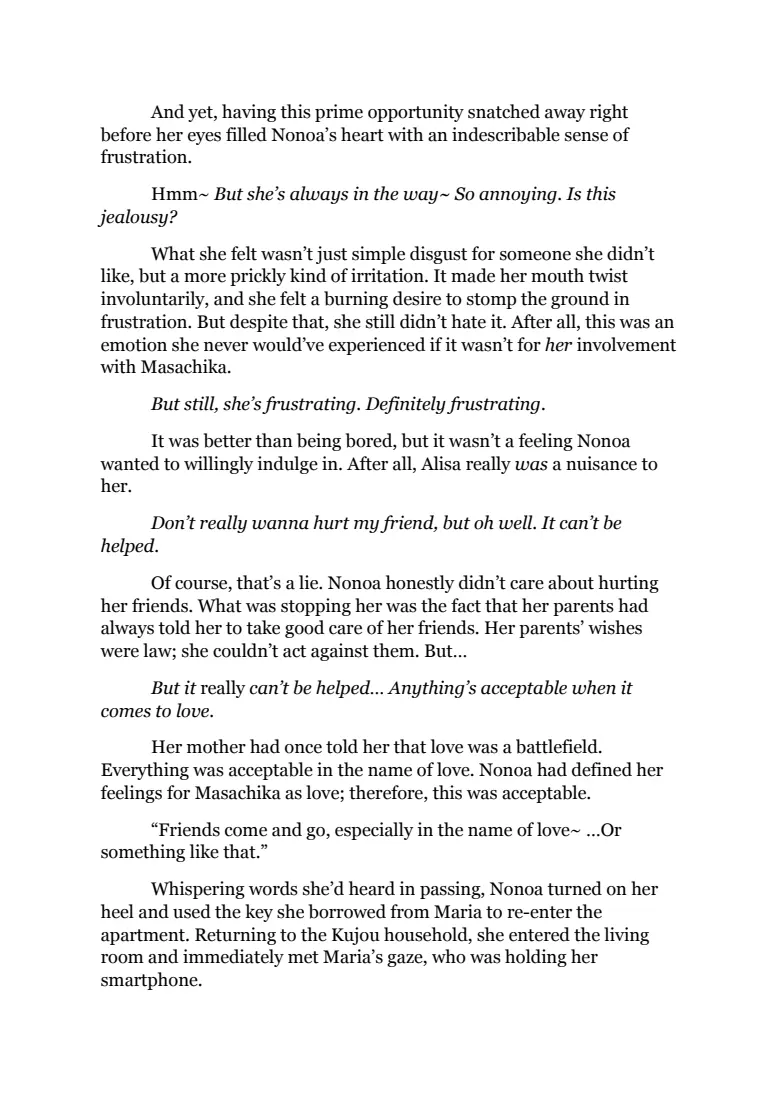 And yet, having this prime opportunity snatched away right
before her eyes filled Nonoa’s heart with an indescribable sense of
frustration.
Hmm~ But she’s always in the way~ So annoying. Is this
jealousy?
What she felt wasn’t just simple disgust for someone she didn’t
like, but a more prickly kind of irritation. It made her mouth twist
involuntarily, and she felt a burning desire to stomp the ground in
frustration. But despite that, she still didn’t hate it. After all, this was an
emotion she never would’ve experienced if it wasn’t for her involvement
with Masachika.
But still, she’s frustrating. Definitely frustrating.
It was better than being bored, but it wasn’t a feeling Nonoa
wanted to willingly indulge in. After all, Alisa really was a nuisance to
her.
Don’t really wanna hurt my friend, but oh well. It can’t be
helped.
Of course, that’s a lie. Nonoa honestly didn’t care about hurting
her friends. What was stopping her was the fact that her parents had
always told her to take good care of her friends. Her parents’ wishes
were law; she couldn’t act against them. But…
But it really can’t be helped… Anything’s acceptable when it
comes to love.
Her mother had once told her that love was a battlefield.
Everything was acceptable in the name of love. Nonoa had defined her
feelings for Masachika as love; therefore, this was acceptable.
“Friends come and go, especially in the name of love~ …Or
something like that.”
Whispering words she’d heard in passing, Nonoa turned on her
heel and used the key she borrowed from Maria to re-enter the
apartment. Returning to the Kujou household, she entered the living
room and immediately met Maria’s gaze, who was holding her
smartphone.